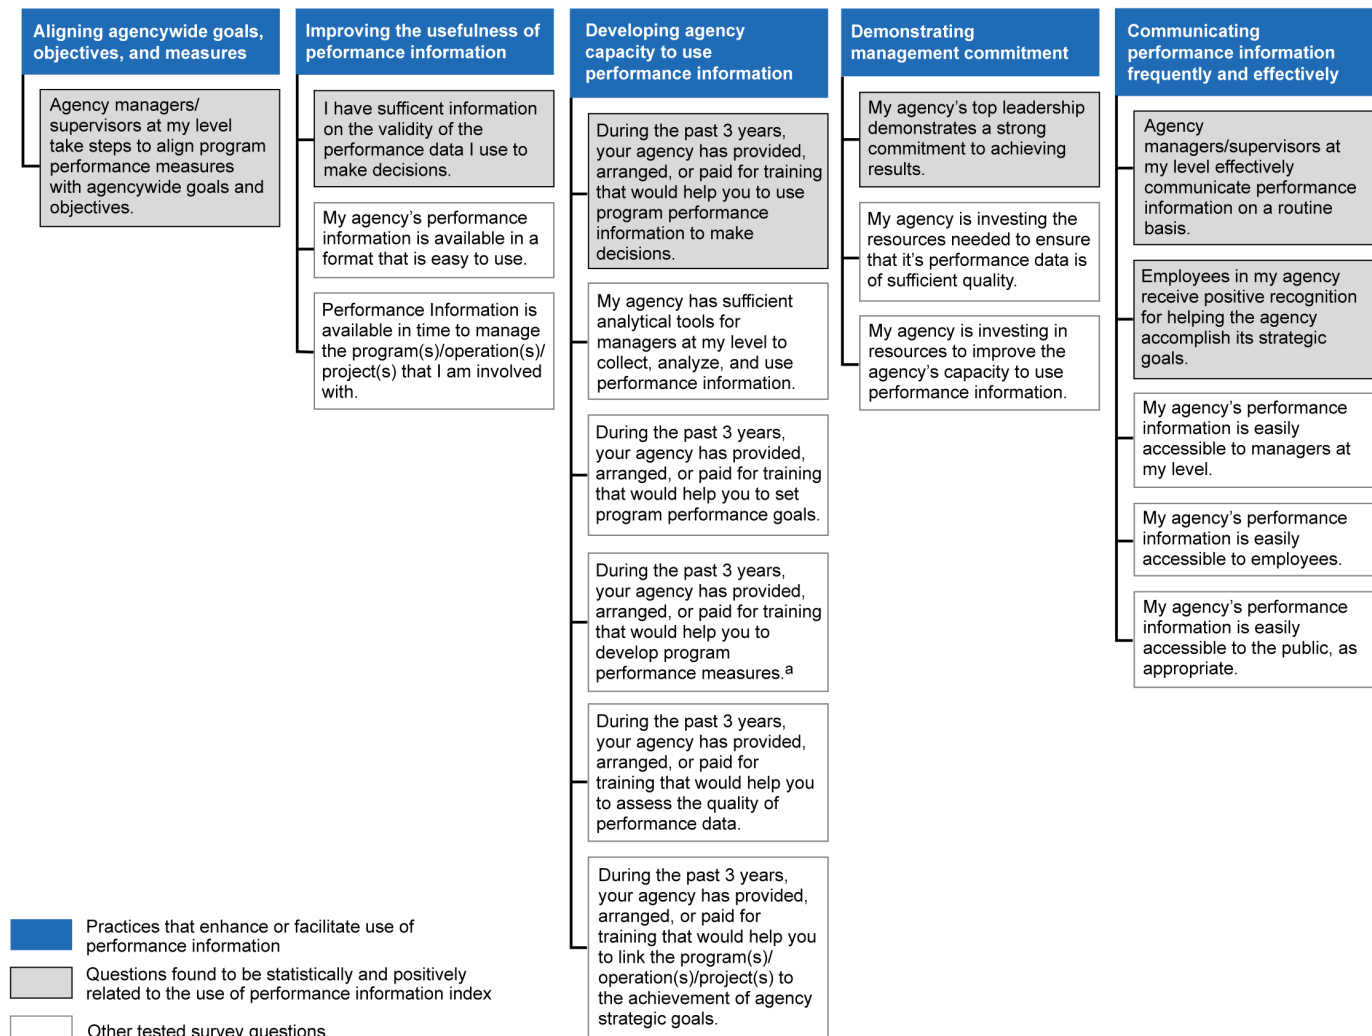 Aligning agencywide goals,
objectives, and measures
Agency managers/
supervisors at my level
take steps to align program
performance measures
with agencywide goals and
objectives.
Improving the usefulness of
peformance information
I have sufficent information
on the validity of the
performance data I use to
make decisions.
My agency’s performance
information is available in a
format that is easy to use.
Performance Information is
available in time to manage
the program(s)/operation(s)/
project(s) that I am involved
with.
Developing agency
capacity to use
performance information
During the past 3 years,
your agency has provided,
arranged, or paid for training
that would help you to use
program performance
information to make
decisions.
My agency has sufficient
analytical tools for
managers at my level to
collect, analyze, and use
performance information.
During the past 3 years,
your agency has provided,
arranged, or paid for training
that would help you to set
program performance goals.
During the past 3 years,
your agency has provided,
arranged, or paid for training
that would help you to
develop program
performance measures.a
During the past 3 years,
your agency has provided,
arranged, or paid for
training that would help you
to assess the quality of
performance data.
During the past 3 years,
your agency has provided,
arranged, or paid for
training that would help you
to link the program(s)/
operation(s)/project(s) to
the achievement of agency
strategic goals.
Demonstrating
management commitment
My agency’s top leadership
demonstrates a strong
commitment to achieving
results.
My agency is investing the
resources needed to ensure
that it’s performance data is
of sufficient quality.
My agency is investing in
resources to improve the
agency’s capacity to use
performance information.
Communicating
performance information
frequently and effectively
Agency
managers/supervisors at
my level effectively
communicate performance
information on a routine
basis.
Employees in my agency
receive positive recognition
for helping the agency
accomplish its strategic
goals.
My agency’s performance
information is easily
accessible to managers at
my level.
My agency’s performance
information is easily
accessible to employees.
My agency’s performance
information is easily
accessible to the public, as
appropriate.
Practices that enhance or facilitate use of
performance information
Questions found to be statistically and positively
related to the use of performance information index
Other tested survey questions